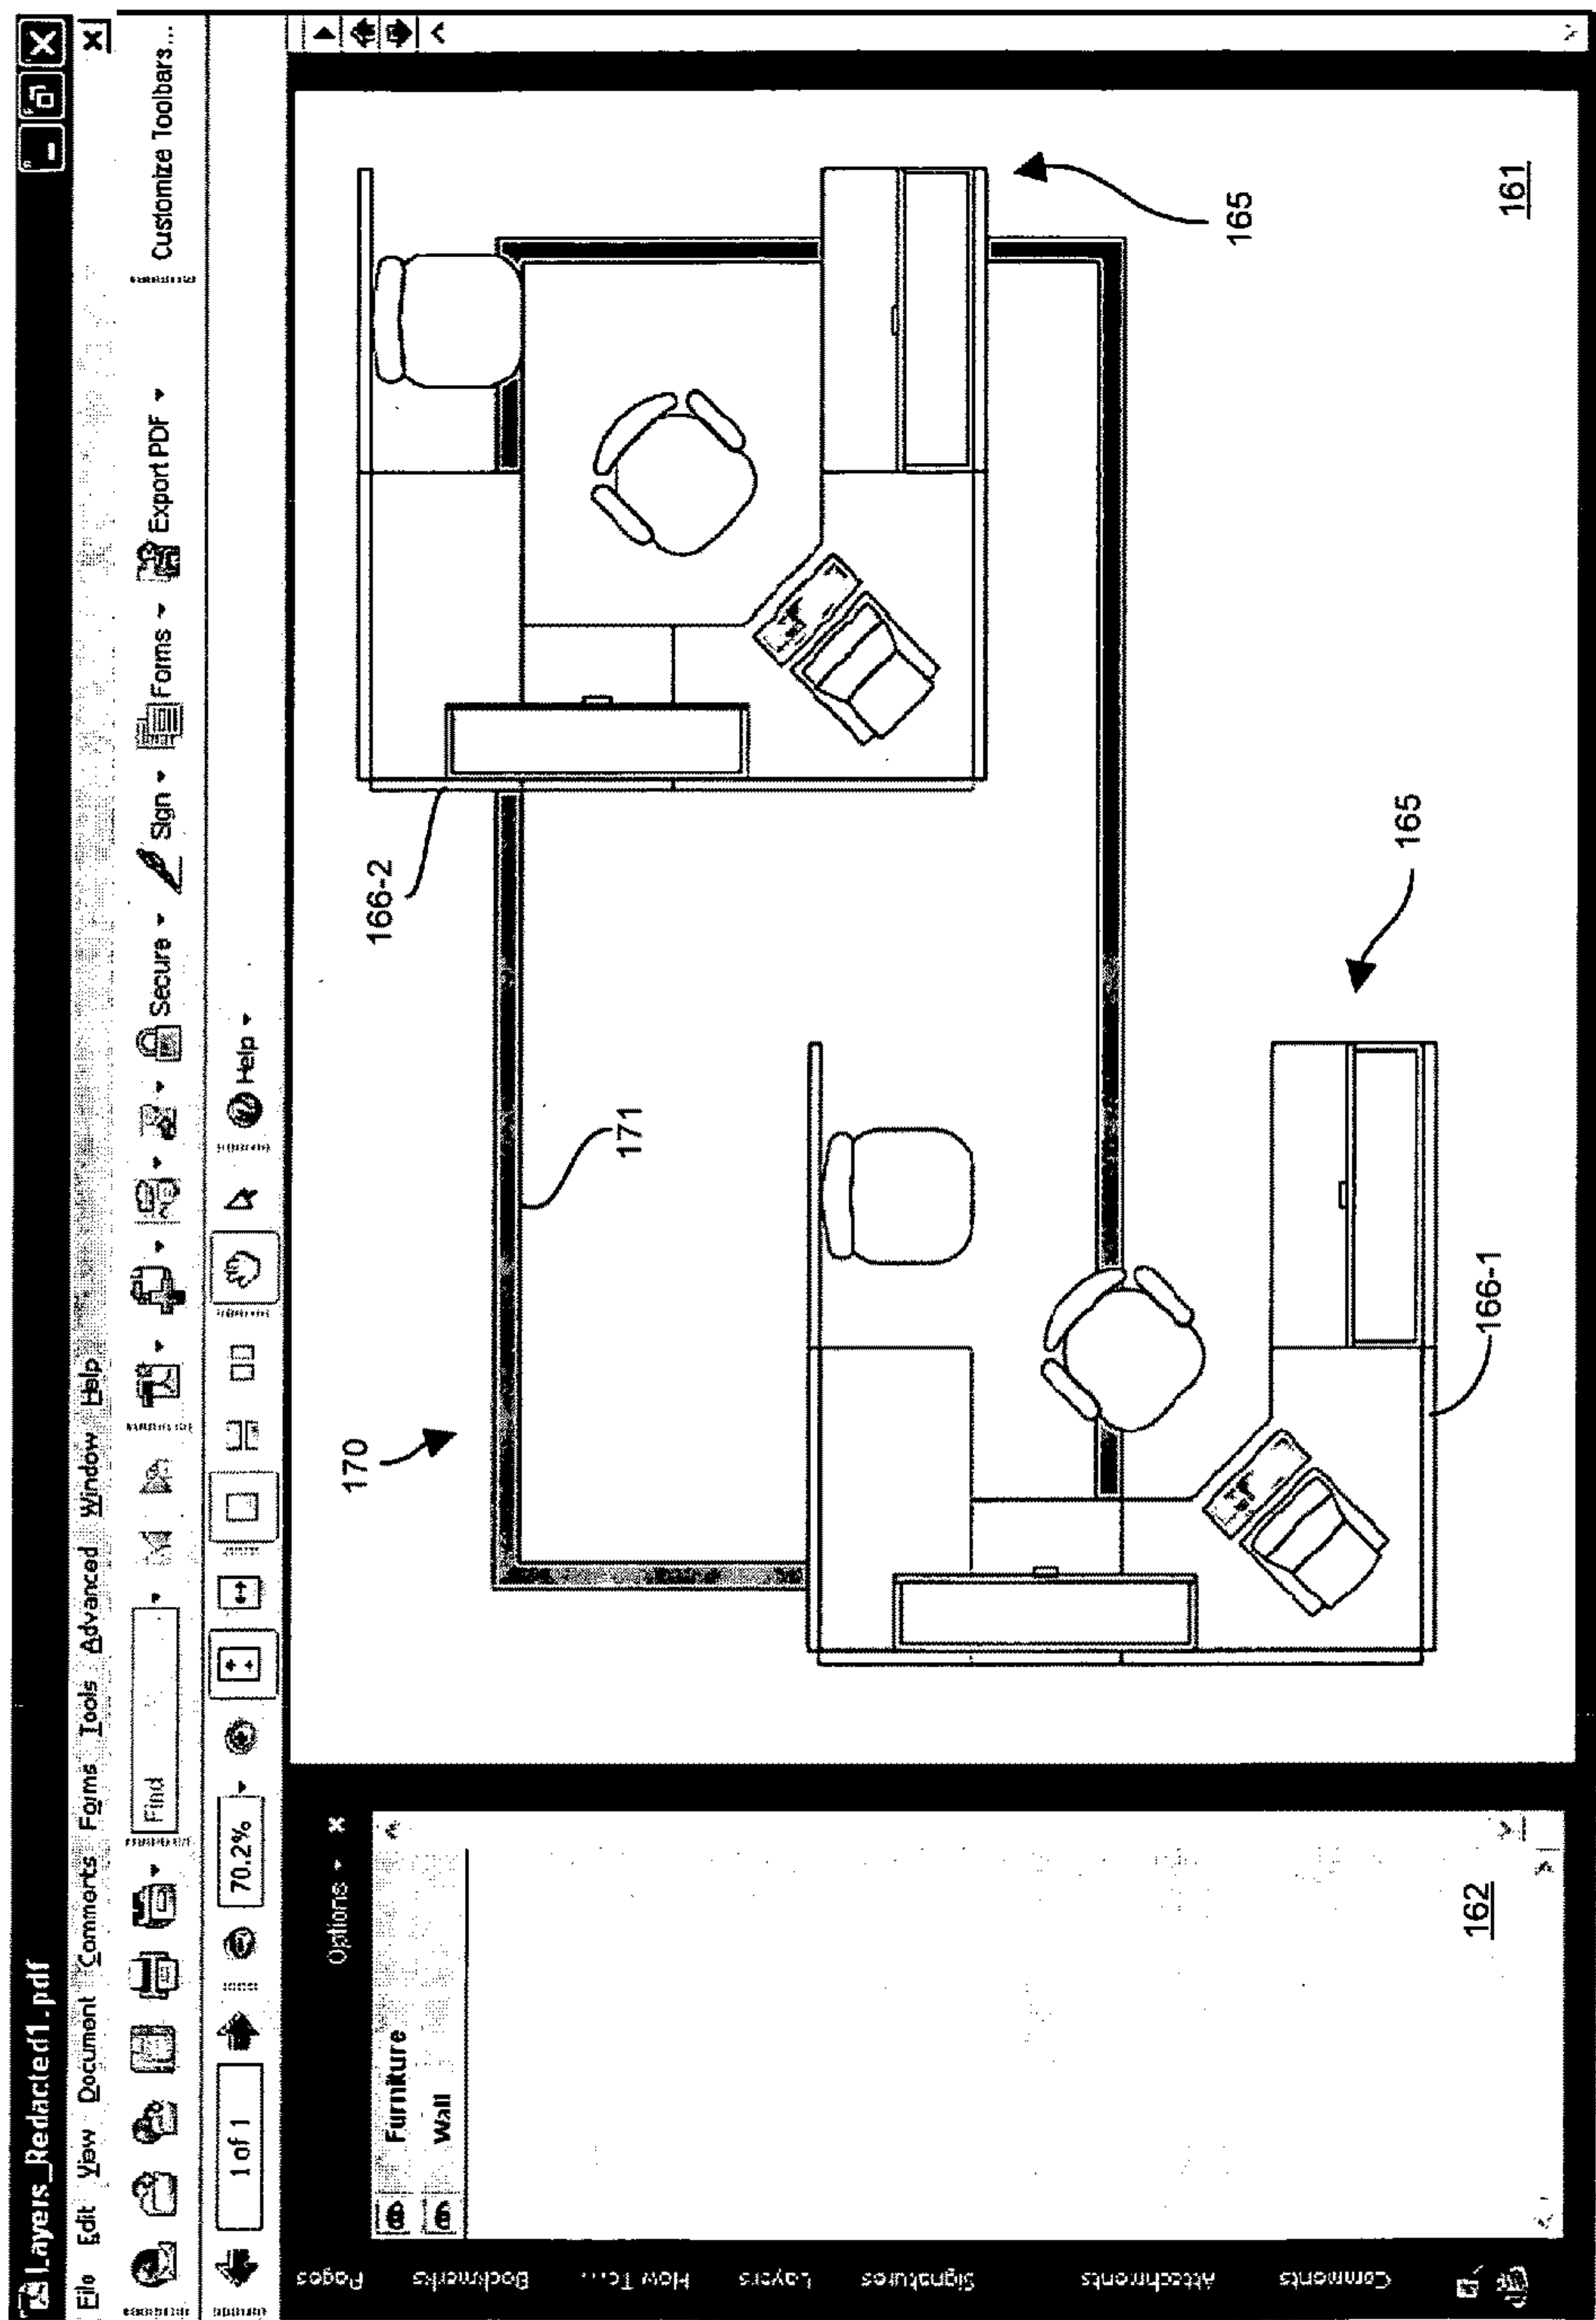 Layers_Redacted1.pdf
File Edit View Document Comments Forms Tools Advanced Window Help
Find
Secure Sign Forms Export PDF Customize Toolbars...
1 of 1 70.2% Help
Options
Pages
Bookmarks
How To...
Layers
Signatures
Attachments
Comments
Furniture
Wall
162
170
171
166-2
165
165
166-1
161